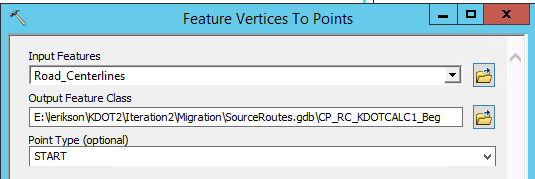 Feature Vertices To Points
Input Features
Road_Centerlines
Output Feature Class
E:\lerikson\KDOT2\Iteration2\Migration\SourceRoutes.gdb\CP_RC_KDOTCALC1_Beg
Point Type (optional)
START